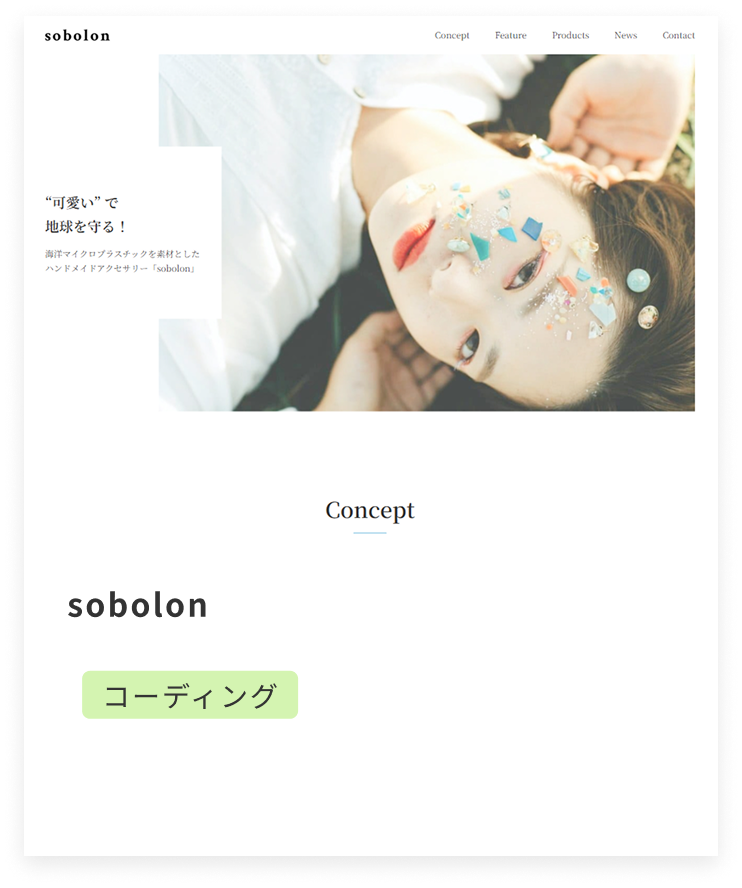 sobolon
Concept Feature Products News Contact
“可愛い” で
地球を守る！
海洋マイクロプラスチックを素材とした
ハンドメイドアクセサリー「sobolon」
Concept
sobolon
コーディング